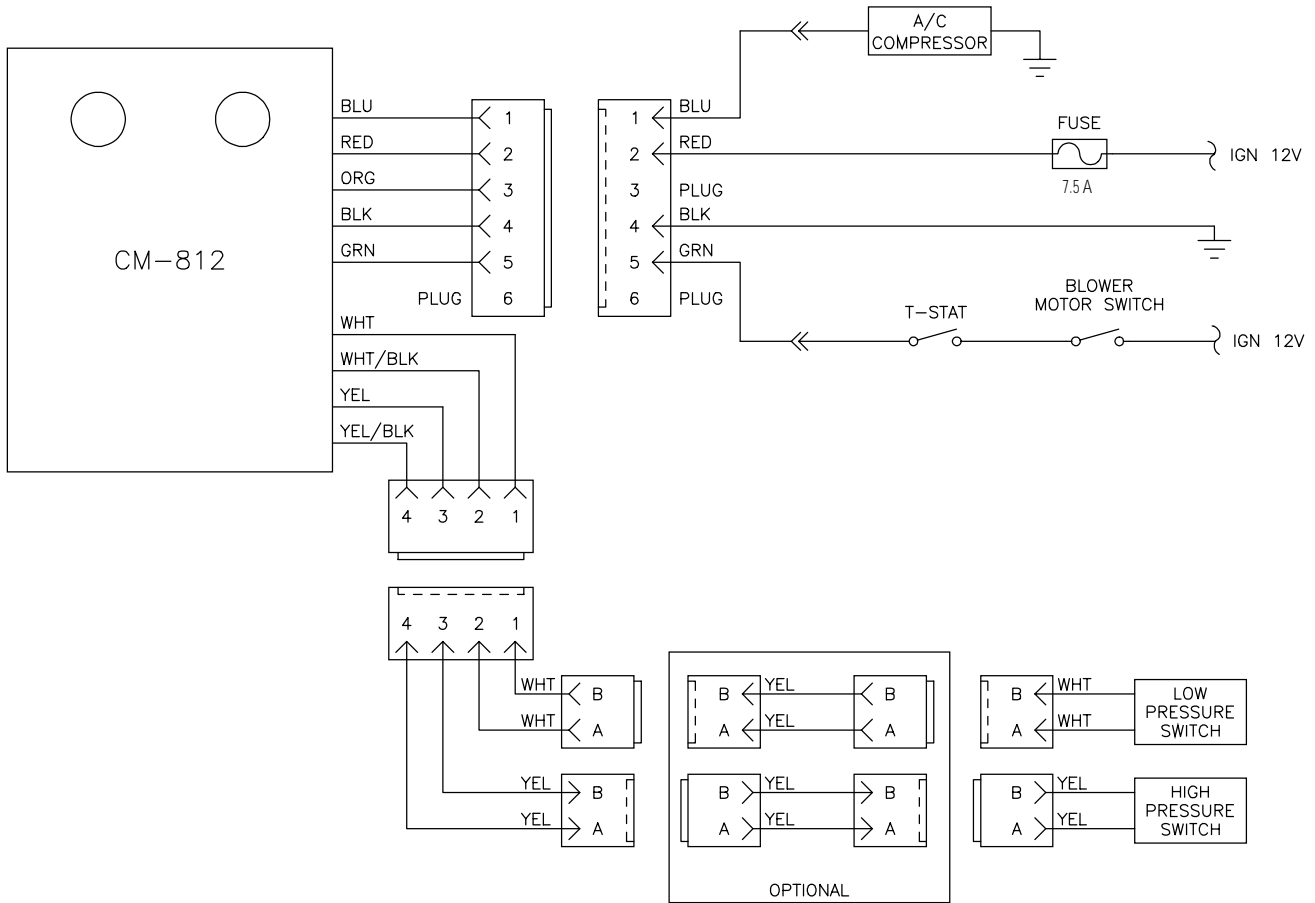 A/C
COMPRESSOR
BLU
1
1
BLU
RED
2
2
RED
FUSE
7.5 A
IGN 12V
ORG
3
3
PLUG
BLK
4
4
BLK
GRN
5
5
GRN
CM-812
PLUG
6
6
PLUG
T-STAT
BLOWER
MOTOR SWITCH
IGN 12V
WHT
WHT/BLK
YEL
YEL/BLK
4 3 2 1
4 3 2 1
WHT
B
B
YEL
B
B
WHT
WHT
A
A
YEL
A
A
WHT
LOW
PRESSURE
SWITCH
YEL
B
B
YEL
B
B
YEL
YEL
A
A
YEL
A
A
YEL
HIGH
PRESSURE
SWITCH
OPTIONAL